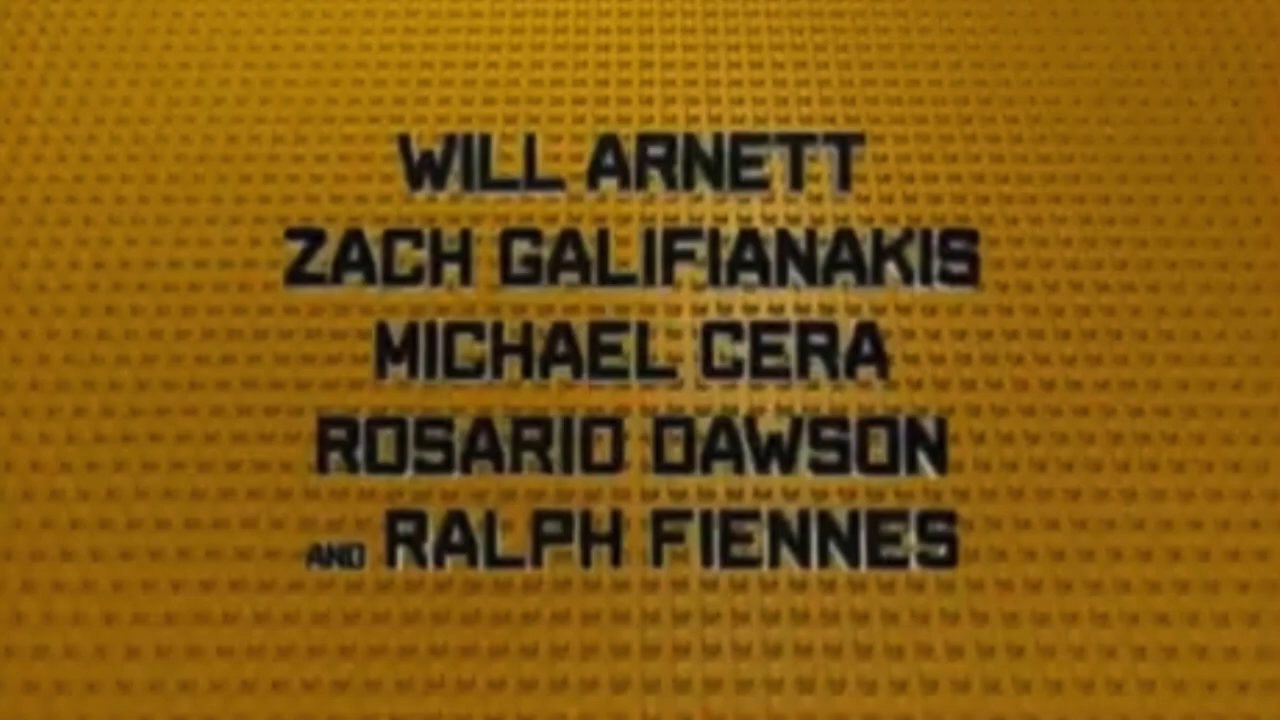 WILL ARNETT
ZACH GALIFIANAKIS
MICHAEL CERA
ROSARIO DAWSON
AND RALPH FIENNES